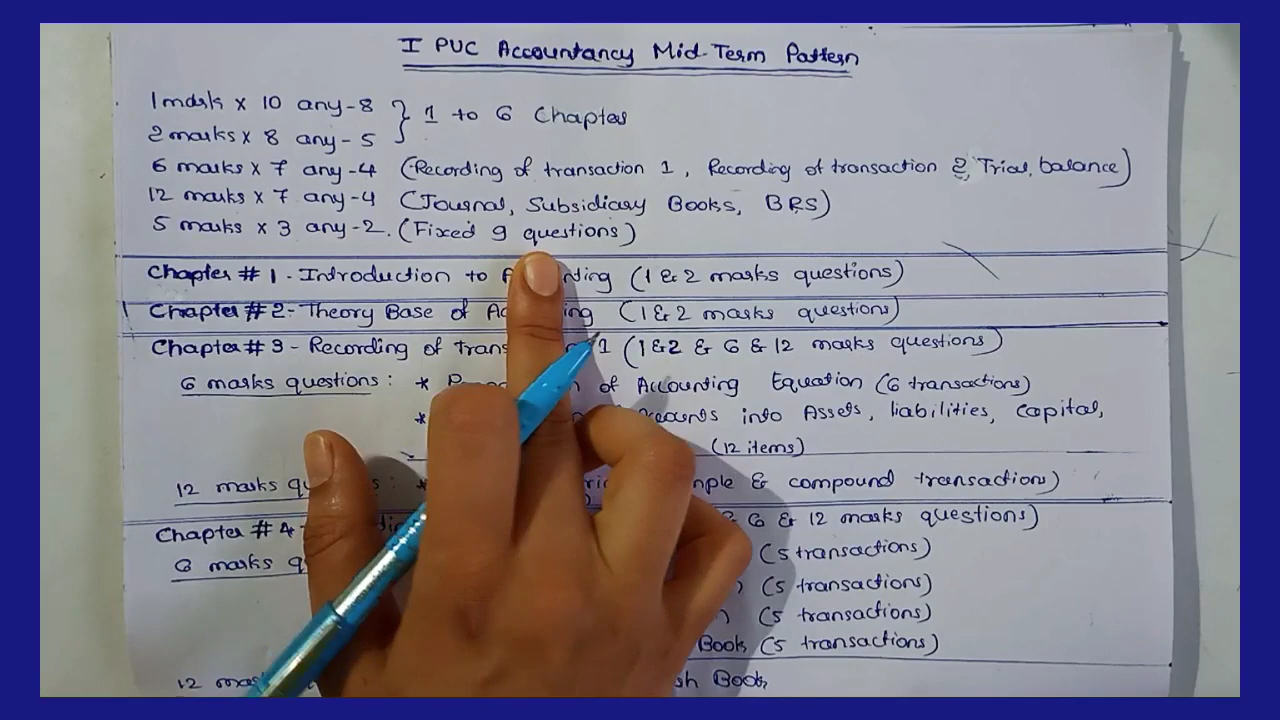 I PUC Accountancy Mid-Term Pattern
1 mark x 10 any-8 } 1 to 6 Chapter
2 marks x 8 any - 5
6 marks x 7 any-4 (Recording of transaction 1, Recording of transaction 2, Trial balance)
12 marks x 7 any-4 (Journal, Subsidiary Books, BRS)
5 marks x 3 any-2. (Fixed 9 questions)
Chapter # 1 - Introduction to (1 & 2 marks questions)
Chapter # 2 - Theory Base of (1 & 2 marks questions)
Chapter # 3 - Recording of 1 (1 & 2 & 6 & 12 marks questions)
6 marks questions : * of Accounting Equation (6 transactions)
* into Assets, liabilities, capital,
(12 items)
12 marks : * & compound transactions)
Chapter # 4 - & 6 & 12 marks questions)
6 marks (5 transactions)
(5 transactions)
(5 transactions)
Book (5 transactions)
12 Book